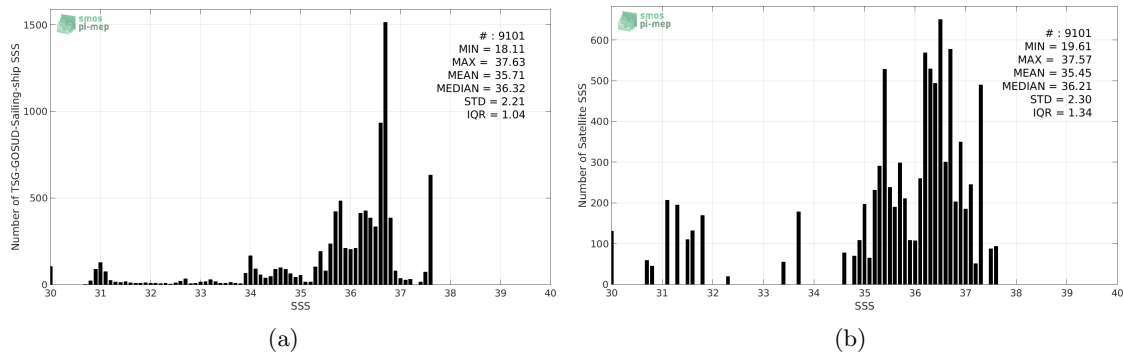 smos
pi-mep
# : 9101
MIN = 18.11
MAX = 37.63
MEAN = 35.71
MEDIAN = 36.32
STD = 2.21
IQR = 1.04
Number of TSG-GOSUD-Sailing-ship SSS
1500
1000
500
0
30 31 32 33 34 35 36 37 38 39 40
SSS
(a)
smos
pi-mep
# : 9101
MIN = 19.61
MAX = 37.57
MEAN = 35.45
MEDIAN = 36.21
STD = 2.30
IQR = 1.34
Number of Satellite SSS
600
500
400
300
200
100
0
30 31 32 33 34 35 36 37 38 39 40
SSS
(b)